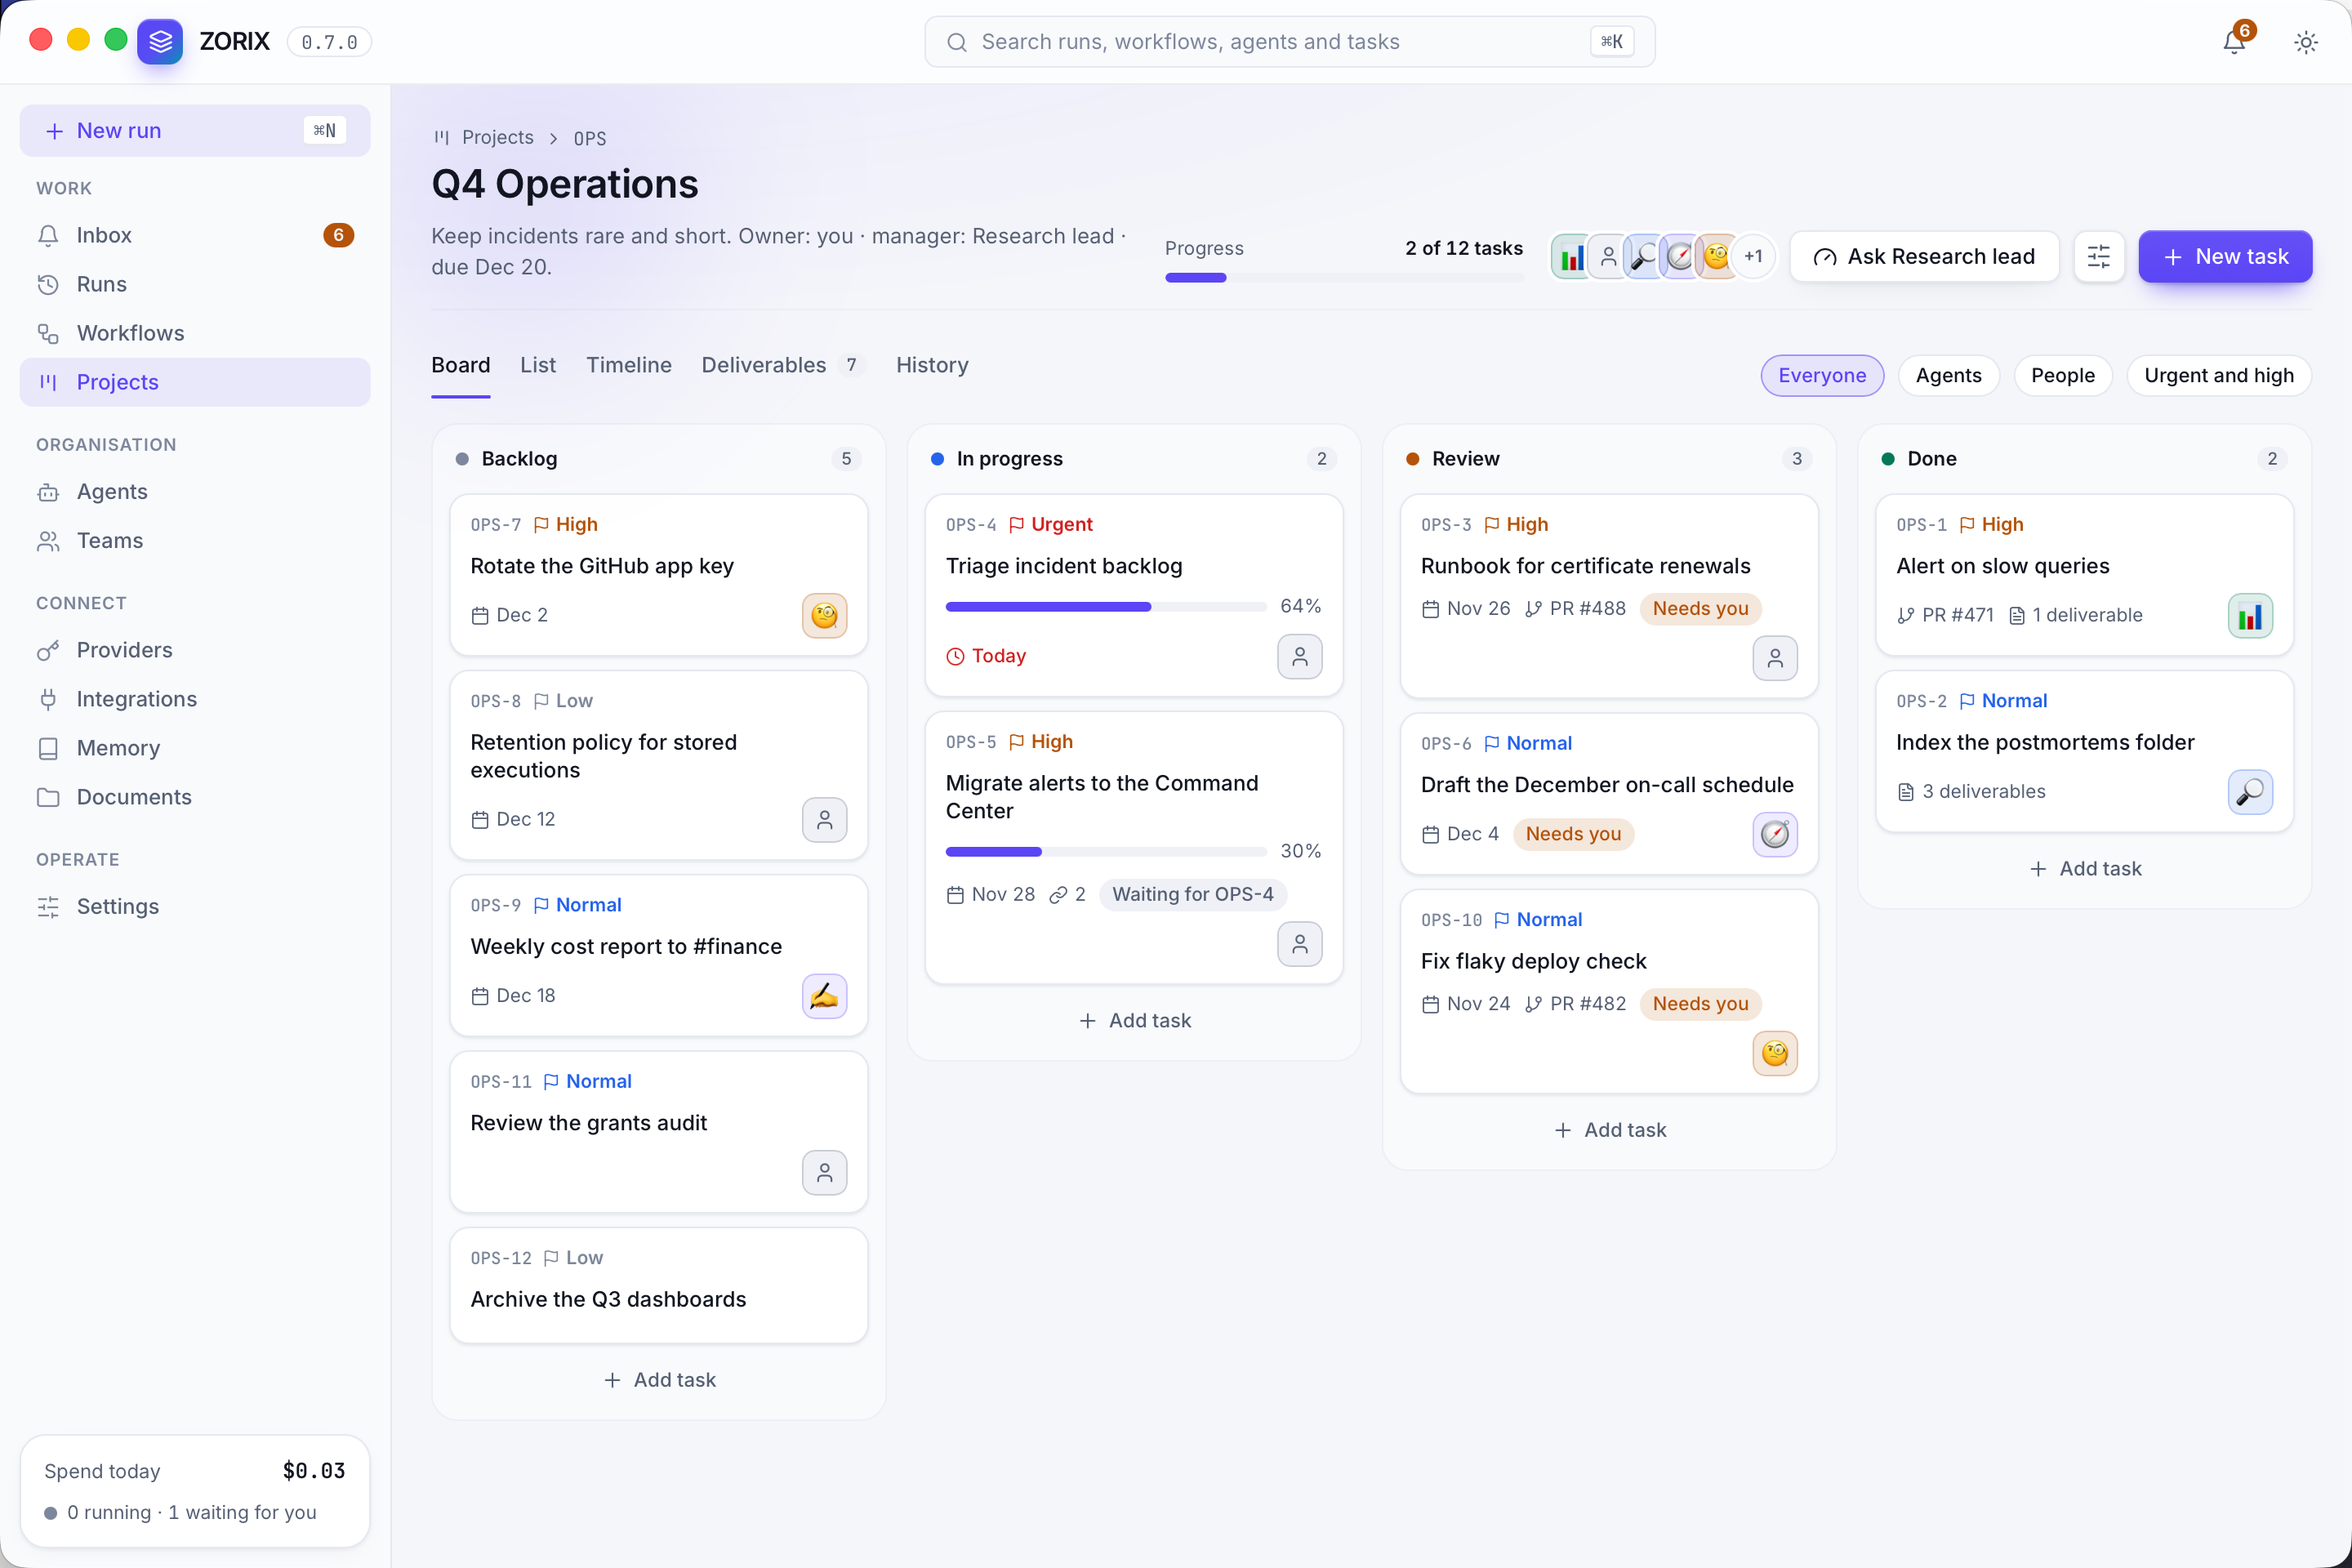 ZORIX 0.7.0
Search runs, workflows, agents and tasks ⌘K
6
New run ⌘N
WORK
Inbox 6
Runs
Workflows
Projects
ORGANISATION
Agents
Teams
CONNECT
Providers
Integrations
Memory
Documents
OPERATE
Settings
Spend today $0.03
0 running · 1 waiting for you
Projects > OPS
Q4 Operations
Keep incidents rare and short. Owner: you · manager: Research lead ·
due Dec 20.
Progress 2 of 12 tasks
+1
Ask Research lead
New task
Board List Timeline Deliverables 7 History
Everyone Agents People Urgent and high
Backlog 5
OPS-7 High
Rotate the GitHub app key
Dec 2
OPS-8 Low
Retention policy for stored
executions
Dec 12
OPS-9 Normal
Weekly cost report to #finance
Dec 18
OPS-11 Normal
Review the grants audit
OPS-12 Low
Archive the Q3 dashboards
Add task
In progress 2
OPS-4 Urgent
Triage incident backlog
64%
Today
OPS-5 High
Migrate alerts to the Command
Center
30%
Nov 28 2 Waiting for OPS-4
Add task
Review 3
OPS-3 High
Runbook for certificate renewals
Nov 26 PR #488 Needs you
OPS-6 Normal
Draft the December on-call schedule
Dec 4 Needs you
OPS-10 Normal
Fix flaky deploy check
Nov 24 PR #482 Needs you
Add task
Done 2
OPS-1 High
Alert on slow queries
PR #471 1 deliverable
OPS-2 Normal
Index the postmortems folder
3 deliverables
Add task